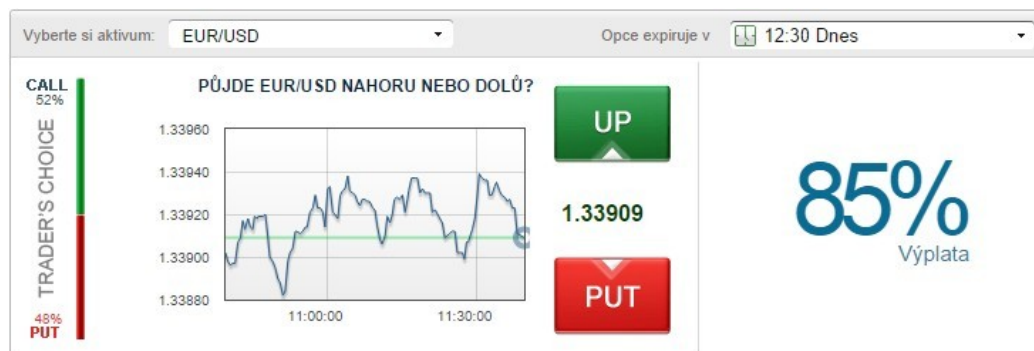 Vyberte si aktivum: EUR/USD Opce expiruje v 12:30 Dnes
CALL
52%
TRADER'S CHOICE
48%
PUT
PŮJDE EUR/USD NAHORU NEBO DOLŮ?
1.33960
1.33940
1.33920
1.33900
1.33880
11:00:00 11:30:00
UP
1.33909
PUT
85%
Výplata